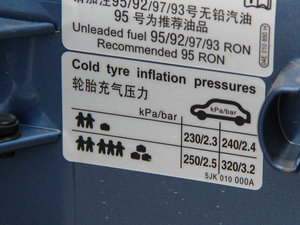 请加注95/92/97/93号无铅汽油
95 号为推荐油品
Unleaded fuel 95/92/97/93 RON
Recommended 95 RON
Cold tyre inflation pressures
轮胎充气压力
kPa/bar
kPa/bar
230/2.3 240/2.4
250/2.5 320/3.2
5JK 010 000A